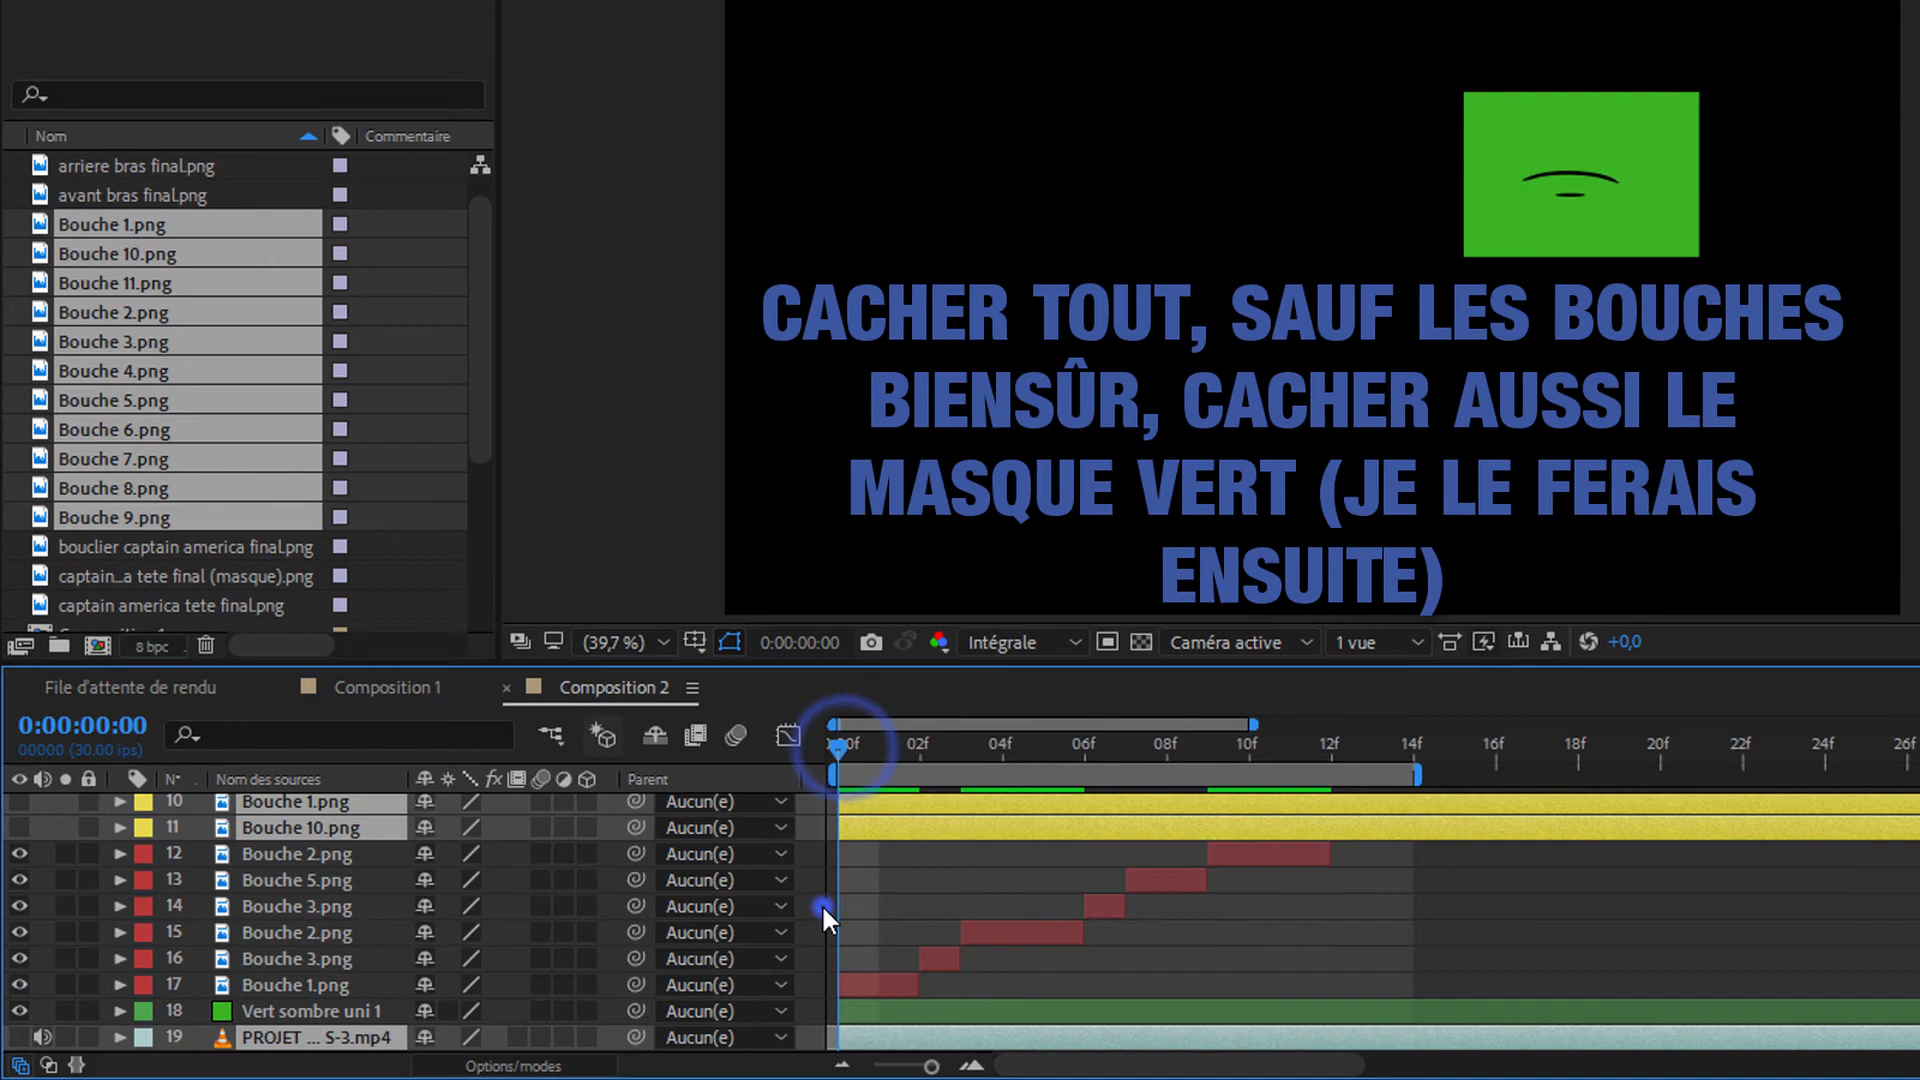 Nom
Commentaire
arriere bras final.png
avant bras final.png
Bouche 1.png
Bouche 10.png
Bouche 11.png
Bouche 2.png
Bouche 3.png
Bouche 4.png
Bouche 5.png
Bouche 6.png
Bouche 7.png
Bouche 8.png
Bouche 9.png
bouclier captain america final.png
captain...a tete final (masque).png
captain america tete final.png
8 bpc
CACHER TOUT, SAUF LES BOUCHES
BIENSÛR, CACHER AUSSI LE
MASQUE VERT (JE LE FERAIS
ENSUITE)
(39,7 %)
0:00:00:00
Intégrale
Caméra active
1 vue
+0,0
File d'attente de rendu
Composition 1
Composition 2
0:00:00:00
00000 (30.00 ips)
02f 04f 06f 08f 10f 12f 14f 16f 18f 20f 22f 24f 26f
N° Nom des sources fx Parent
10 Bouche 1.png Aucun(e)
11 Bouche 10.png Aucun(e)
12 Bouche 2.png Aucun(e)
13 Bouche 5.png Aucun(e)
14 Bouche 3.png Aucun(e)
15 Bouche 2.png Aucun(e)
16 Bouche 3.png Aucun(e)
17 Bouche 1.png Aucun(e)
18 Vert sombre uni 1 Aucun(e)
19 PROJET ... S-3.mp4 Aucun(e)
Options/modes